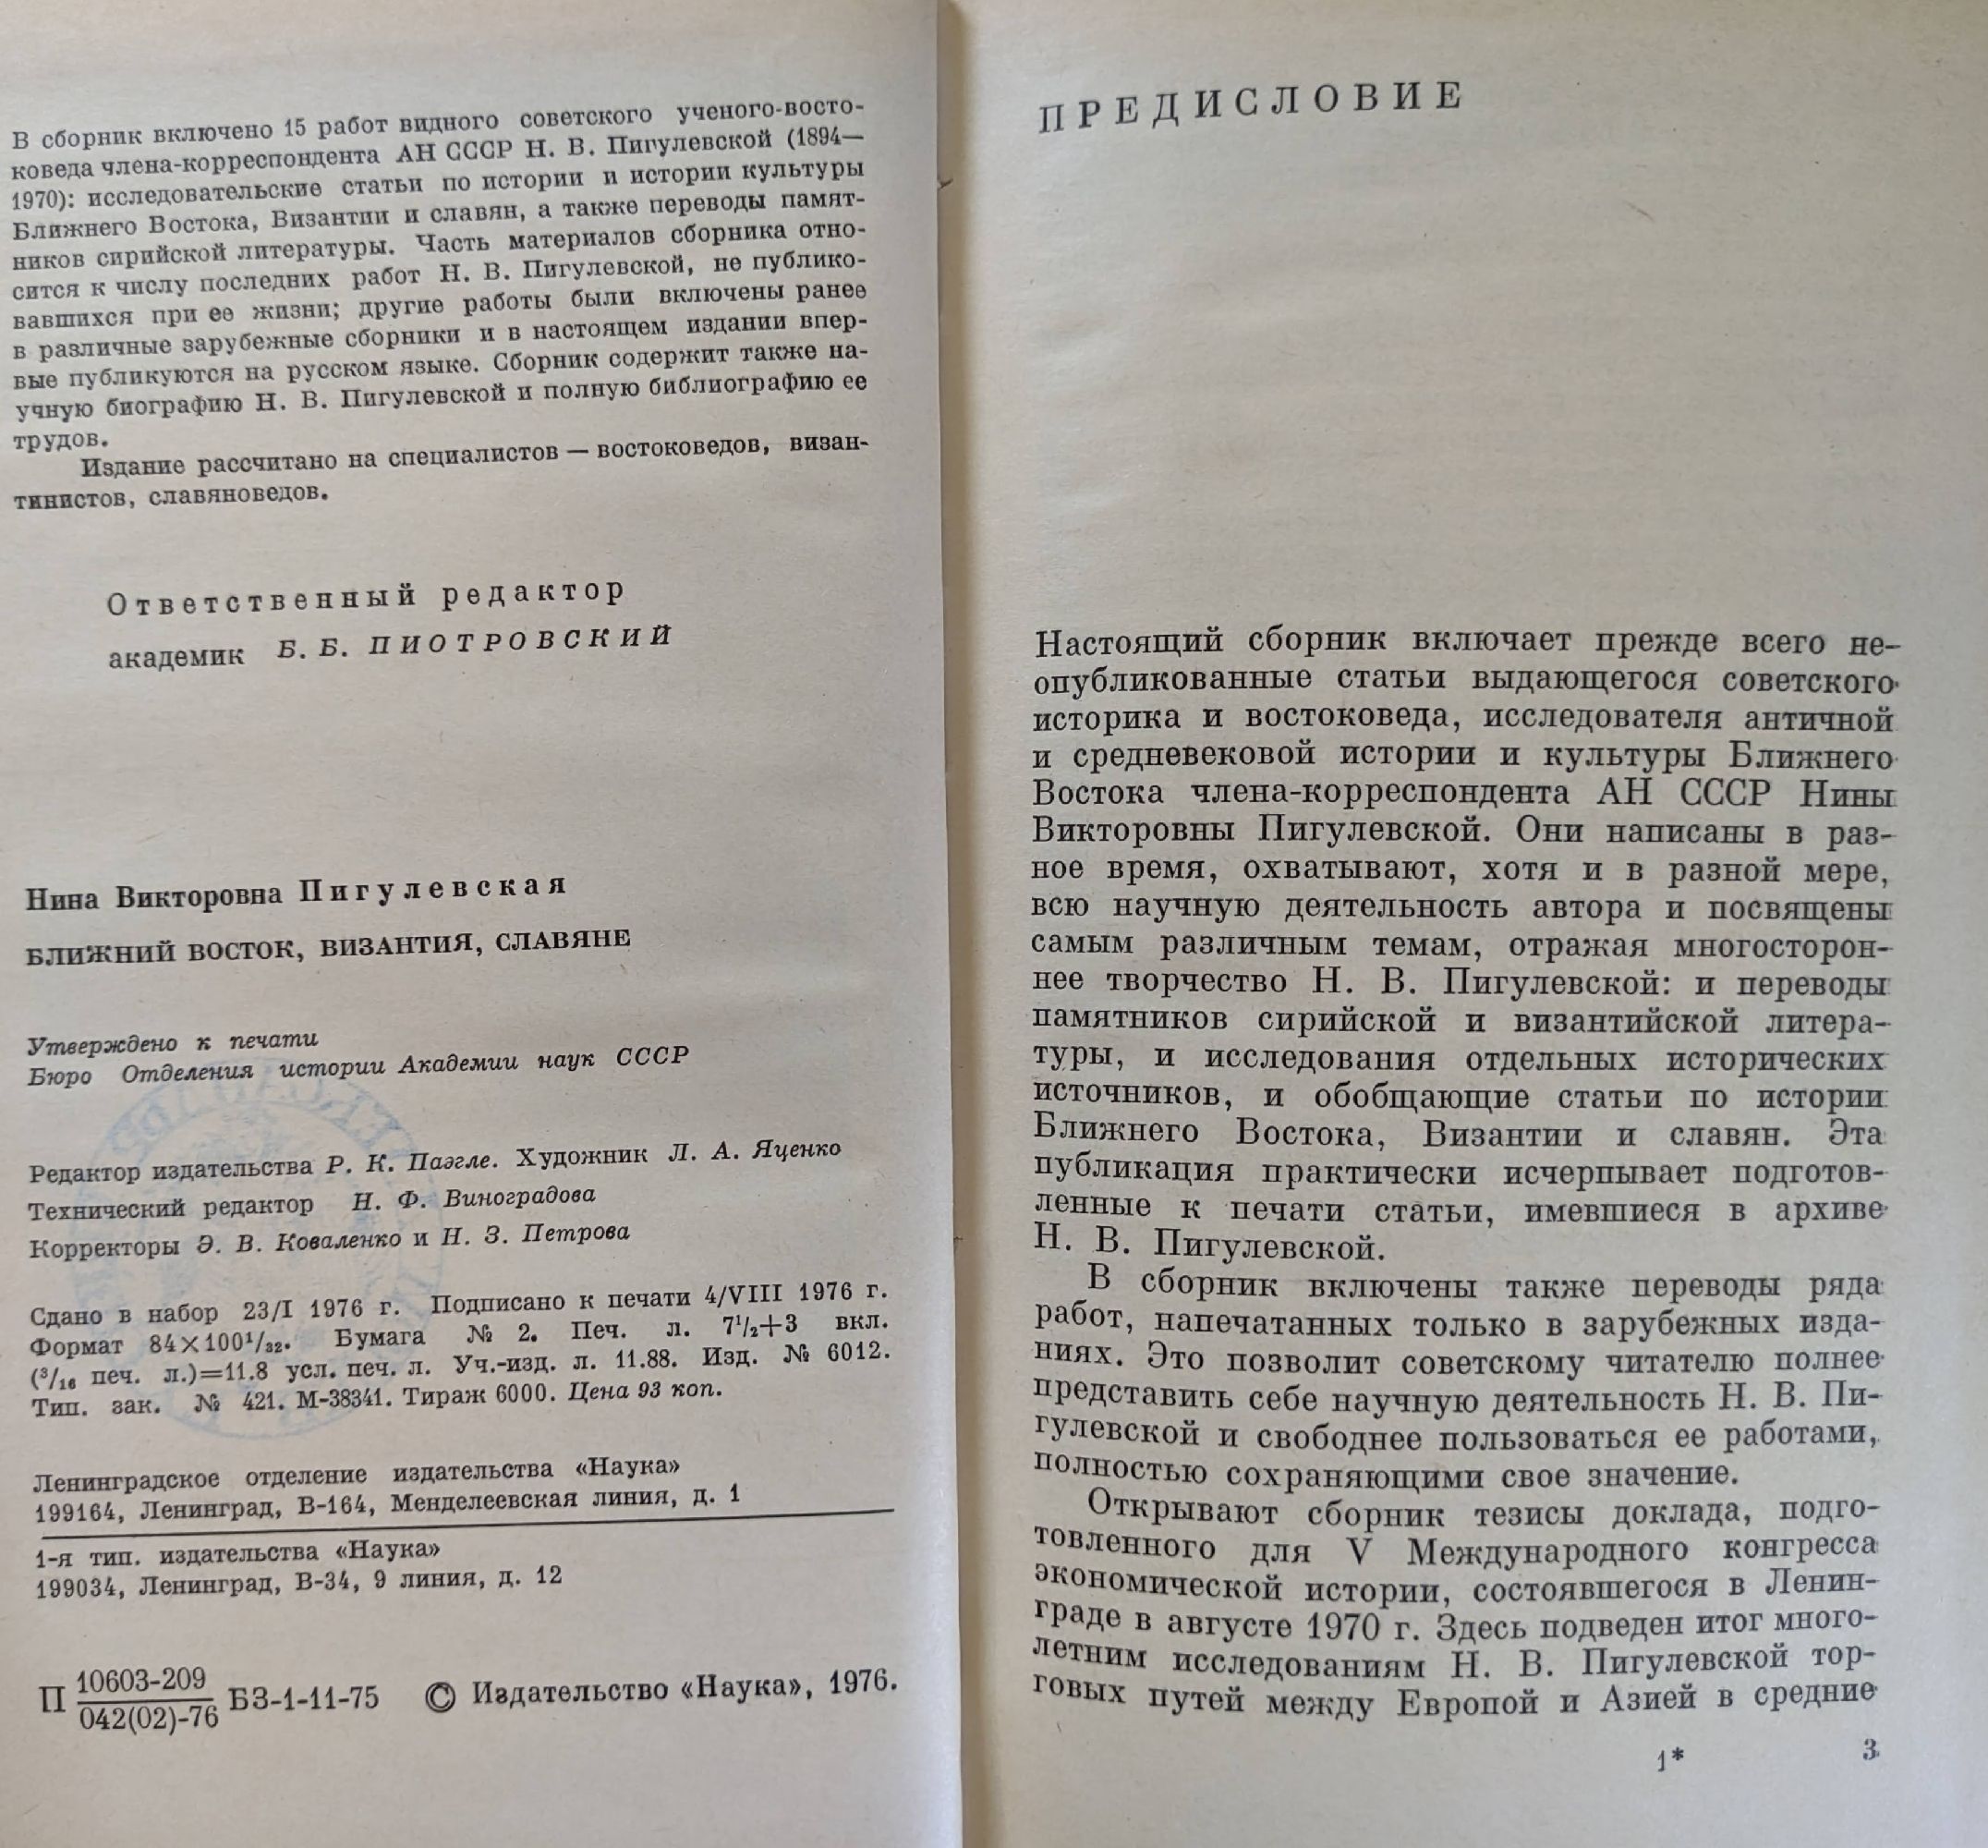 В сборник включено 15 работ видного советского ученого-восто-
коведа члена-корреспондента АН СССР Н. В. Пигулевской (1894—
1970): исследовательские статьи по истории и истории культуры
Ближнего Востока, Византии и славян, а также переводы памят-
ников сирийской литературы. Часть материалов сборника отно-
сится к числу последних работ Н. В. Пигулевской, не публико-
вавшихся при ее жизни; другие работы были включены ранее
в различные зарубежные сборники и в настоящем издании впер-
вые публикуются на русском языке. Сборник содержит также на-
учную биографию Н. В. Пигулевской и полную библиографию ее
трудов.
Издание рассчитано на специалистов — востоковедов, визан-
тинистов, славяноведов.
Ответственный редактор
академик Б. Б. ПИОТРОВСКИЙ
Нина Викторовна Пигулевская
БЛИЖНИЙ ВОСТОК, ВИЗАНТИЯ, СЛАВЯНЕ
Утверждено к печати
Бюро Отделения истории Академии наук СССР
Редактор издательства Р. К. Паэгле. Художник Л. А. Яценко
Технический редактор Н. Ф. Виноградова
Корректоры Э. В. Коваленко и Н. З. Петрова
Сдано в набор 23/I 1976 г. Подписано к печати 4/VIII 1976 г.
Формат 84×100¹/₃₂. Бумага № 2. Печ. л. 7¹/₂+3 вкл.
(³/₁₆ печ. л.)=11.8 усл. печ. л. Уч.-изд. л. 11.88. Изд. № 6012.
Тип. зак. № 421. М-38341. Тираж 6000. Цена 93 коп.
Ленинградское отделение издательства «Наука»
199164, Ленинград, В-164, Менделеевская линия, д. 1
1-я тип. издательства «Наука»
199034, Ленинград, В-34, 9 линия, д. 12
П 10603-209
042(02)-76 БЗ-1-11-75 © Издательство «Наука», 1976.
ПРЕДИСЛОВИЕ
Настоящий сборник включает прежде всего не-
опубликованные статьи выдающегося советского
историка и востоковеда, исследователя античной
и средневековой истории и культуры Ближнего
Востока члена-корреспондента АН СССР Нины
Викторовны Пигулевской. Они написаны в раз-
ное время, охватывают, хотя и в разной мере,
всю научную деятельность автора и посвящены
самым различным темам, отражая многосторон-
нее творчество Н. В. Пигулевской: и переводы
памятников сирийской и византийской литера-
туры, и исследования отдельных исторических
источников, и обобщающие статьи по истории
Ближнего Востока, Византии и славян. Эта
публикация практически исчерпывает подготов-
ленные к печати статьи, имевшиеся в архиве
Н. В. Пигулевской.
В сборник включены также переводы ряда
работ, напечатанных только в зарубежных изда-
ниях. Это позволит советскому читателю полнее
представить себе научную деятельность Н. В. Пи-
гулевской и свободнее пользоваться ее работами,
полностью сохраняющими свое значение.
Открывают сборник тезисы доклада, подго-
товленного для V Международного конгресса
экономической истории, состоявшегося в Ленин-
граде в августе 1970 г. Здесь подведен итог много-
летним исследованиям Н. В. Пигулевской тор-
говых путей между Европой и Азией в средние
1* 3